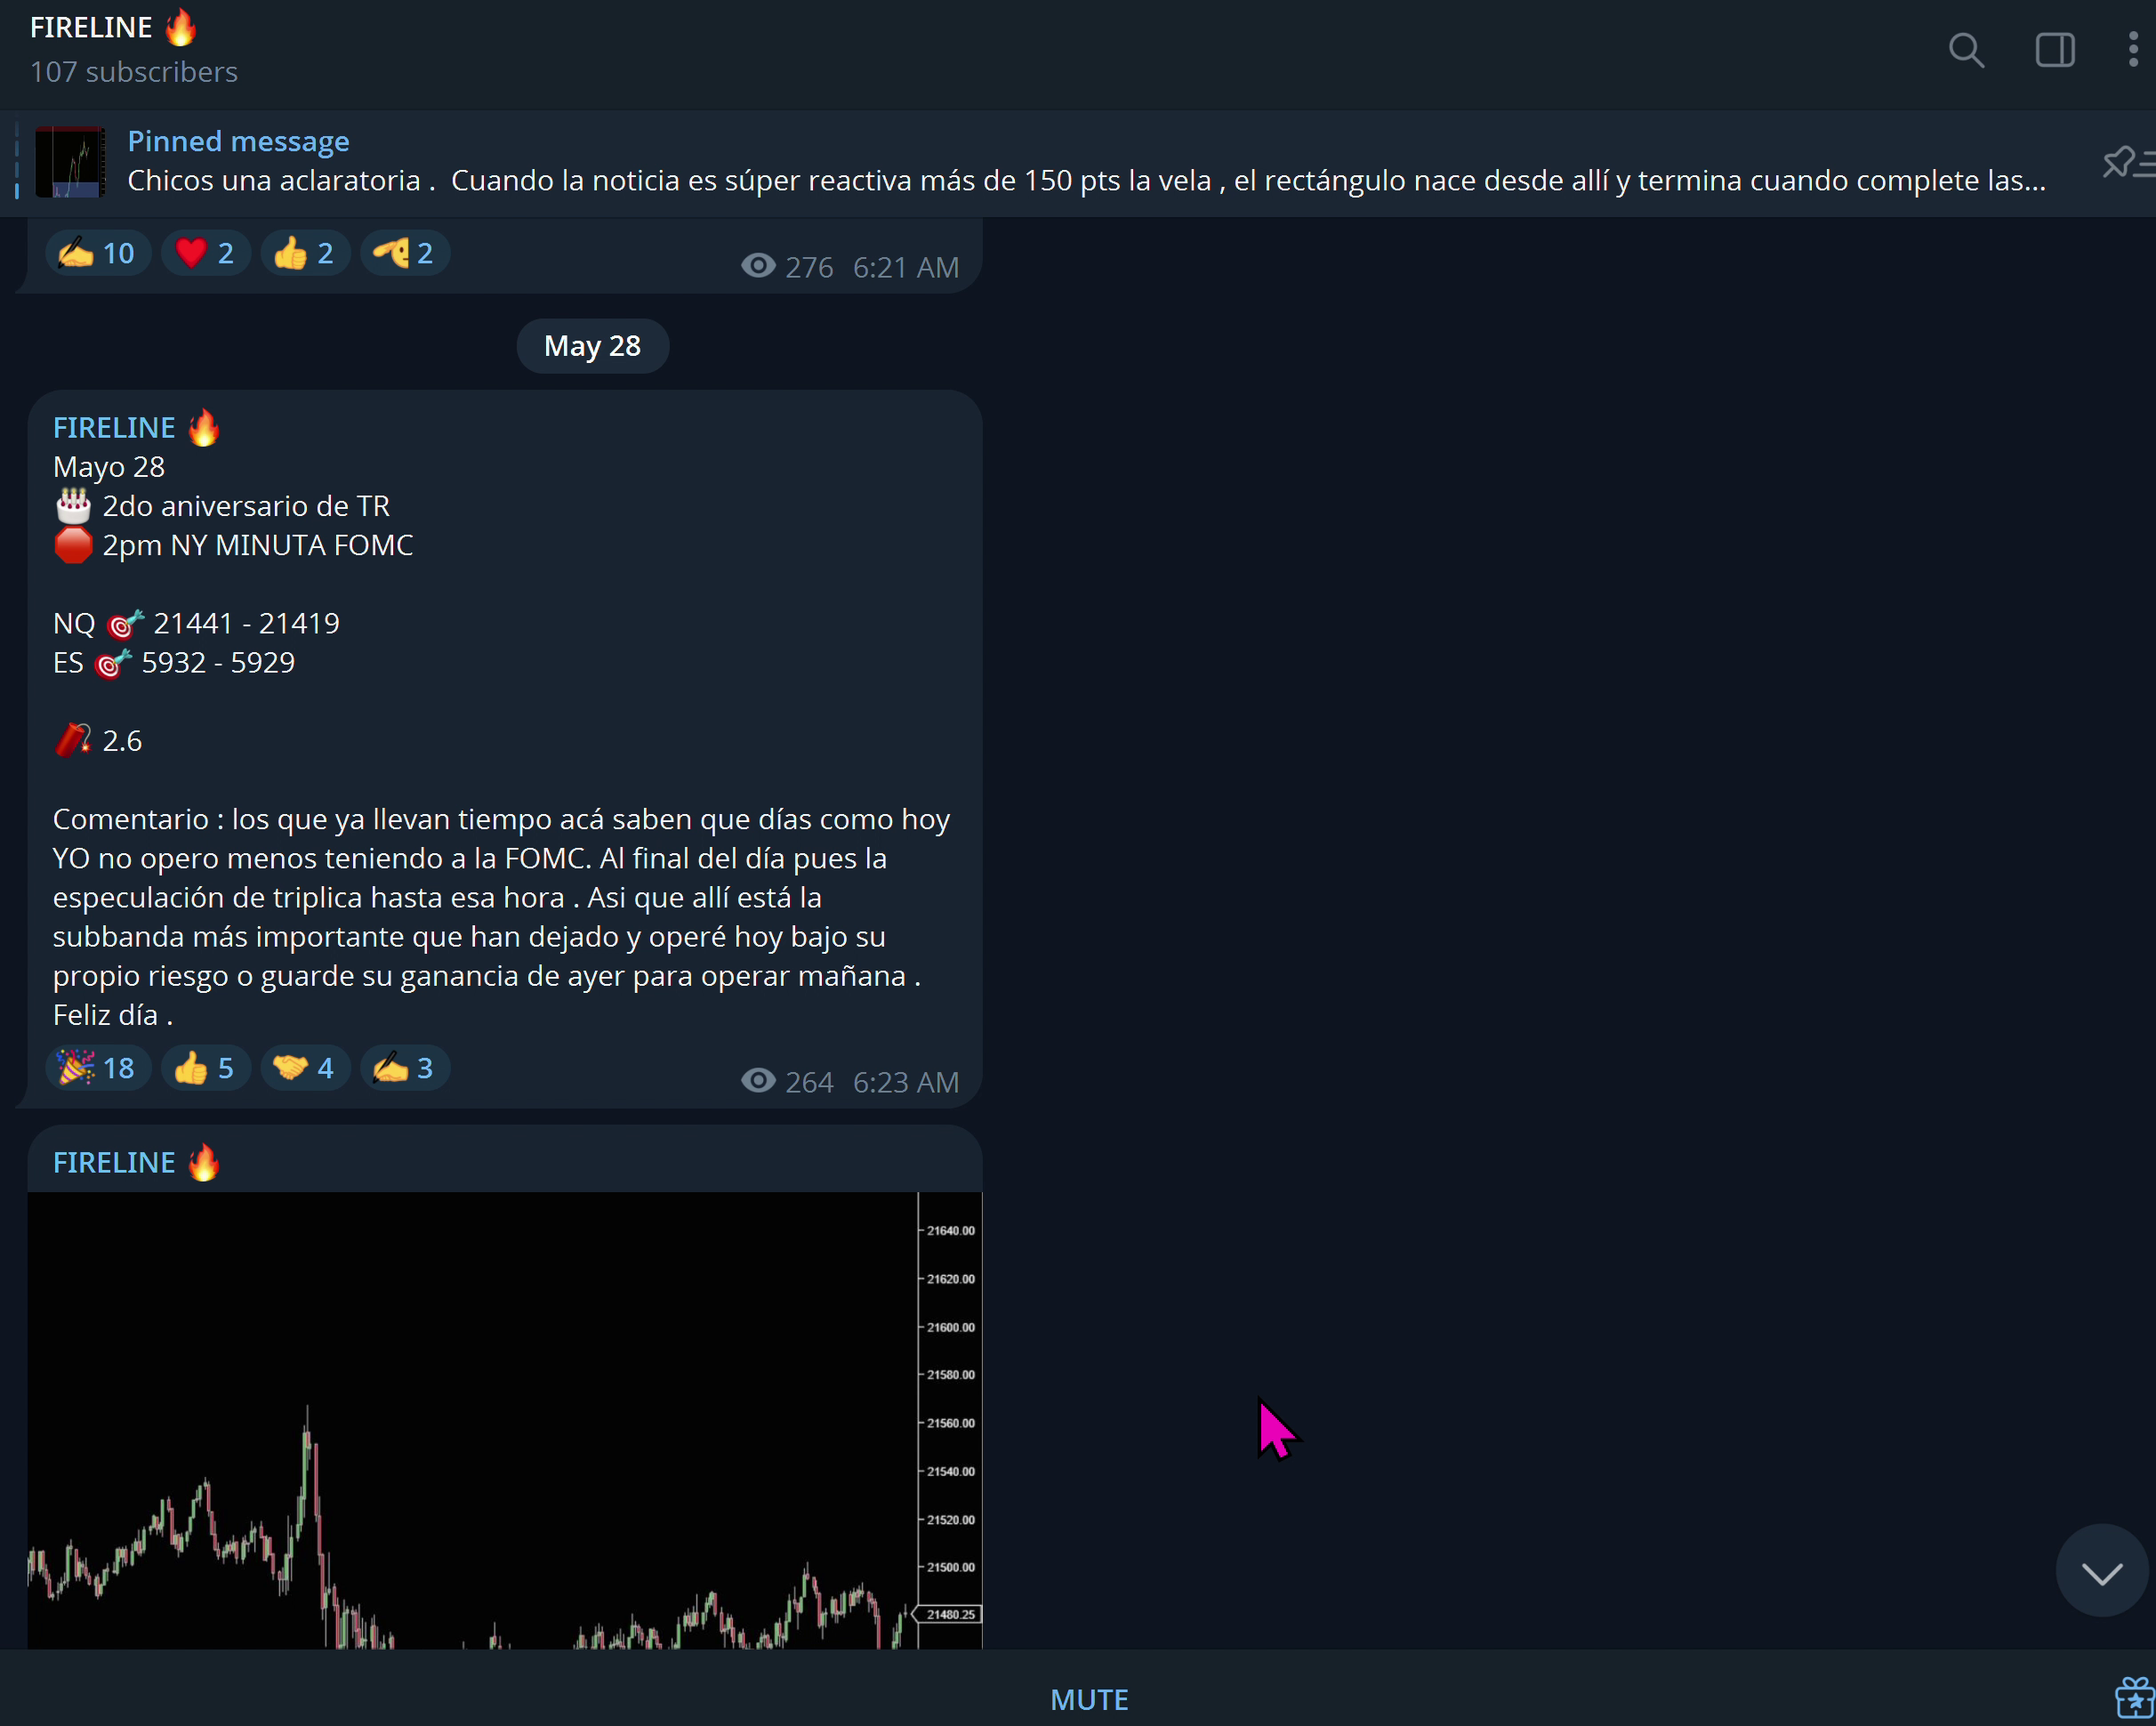 FIRELINE 🔥
107 subscribers
Pinned message
Chicos una aclaratoria .  Cuando la noticia es súper reactiva más de 150 pts la vela , el rectángulo nace desde allí y termina cuando complete las...
✍️ 10 ❤️ 2 👍 2 🫡 2
276 6:21 AM
May 28
FIRELINE 🔥
Mayo 28
🎂 2do aniversario de TR
🛑 2pm NY MINUTA FOMC
NQ 🎯 21441 - 21419
ES 🎯 5932 - 5929
🧨 2.6
Comentario : los que ya llevan tiempo acá saben que días como hoy
YO no opero menos teniendo a la FOMC. Al final del día pues la
especulación de triplica hasta esa hora . Asi que allí está la
subbanda más importante que han dejado y operé hoy bajo su
propio riesgo o guarde su ganancia de ayer para operar mañana .
Feliz día .
🎉 18 👍 5 🤝 4 ✍️ 3
264 6:23 AM
FIRELINE 🔥
21640.00
21620.00
21600.00
21580.00
21560.00
21540.00
21520.00
21500.00
21480.25
MUTE